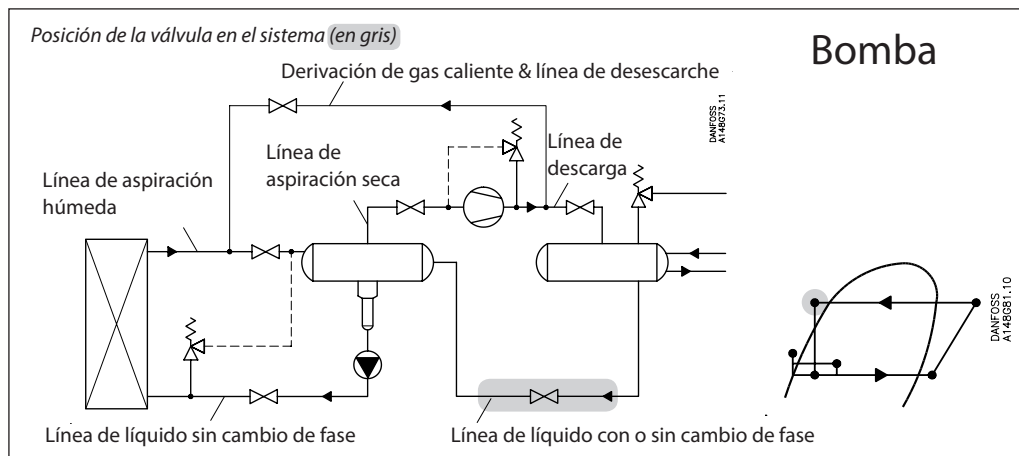 Posición de la válvula en el sistema (en gris)
Bomba
Derivación de gas caliente & línea de desescarche
DANFOSS
A148G73.11
Línea de
descarga
Línea de
aspiración seca
Línea de aspiración
húmeda
DANFOSS
A148G81.10
Línea de líquido sin cambio de fase
Línea de líquido con o sin cambio de fase